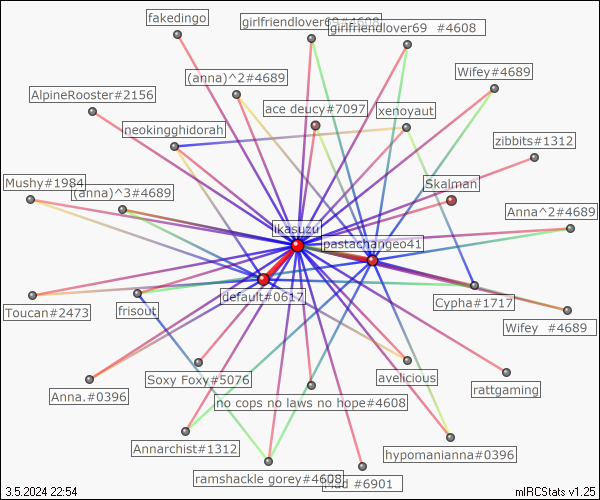 fakedingo
girlfriendlover69#4608
girlfriendlover69 #4608
(anna)^2#4689
Wifey#4689
AlpineRooster#2156
ace deucy#7097
xenoyaut
neokingghidorah
zibbits#1312
Mushy#1984
(anna)^3#4689
Skalman
Anna^2#4689
likasuzu
pastachangeo41
default#0617
Cypha#1717
Toucan#2473
frisout
Wifey #4689
Soxy Foxy#5076
avelicious
rattgaming
Anna.#0396
no cops no laws no hope#4608
Annarchist#1312
hypomanianna#0396
ramshackle gorey#4608
#6901
3.5.2024 22:54
mIRCStats v1.25